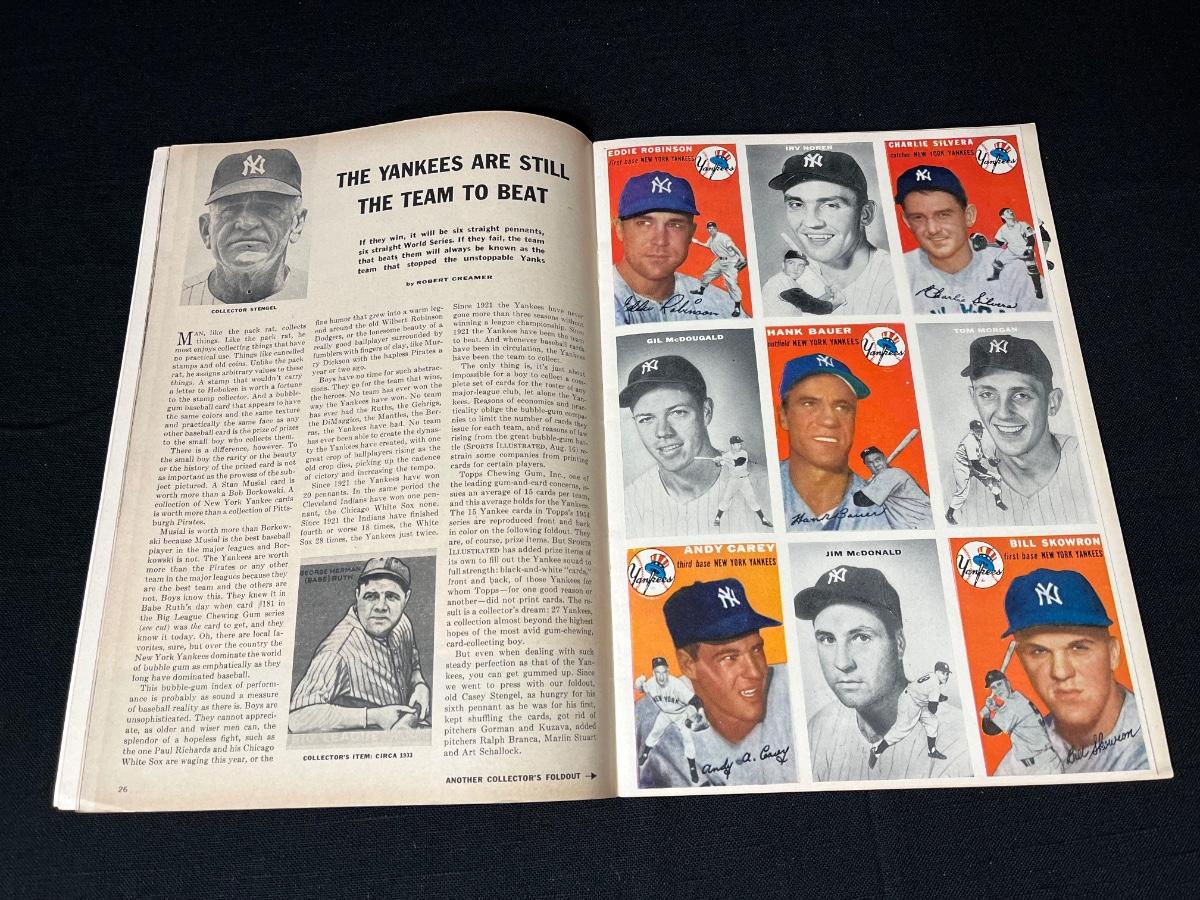 NY
THE YANKEES ARE STILL
THE TEAM TO BEAT
If they win, it will be six straight pennants,
six straight World Series. If they fail, the team
that beats them will always be known as the
team that stopped the unstoppable Yanks
by ROBERT CREAMER
COLLECTOR STENGEL
MAN, like the pack rat, collects
things. Like the pack rat, he
most enjoys collecting things that have
no practical use. Things like cancelled
stamps and old coins. Unlike the pack
rat, he assigns arbitrary values to these
things. A stamp that wouldn't carry
a letter to Hoboken is worth a fortune
to the stamp collector. And a bubble-
gum baseball card that appears to have
the same colors and the same texture
and practically the same face as any
other baseball card is the prize of prizes
to the small boy who collects them.
There is a difference, however. To
the small boy the rarity or the beauty
or the history of the prized card is not
as important as the prowess of the sub-
ject pictured. A Stan Musial card is
worth more than a Bob Borkowski. A
collection of New York Yankee cards
is worth more than a collection of Pitts-
burgh Pirates.
Musial is worth more than Borkow-
ski because Musial is the best baseball
player in the major leagues and Bor-
kowski is not. The Yankees are worth
more than the Pirates or any other
team in the major leagues because they
are the best team and the others are
not. Boys know this. They knew it in
Babe Ruth's day when card #181 in
the Big League Chewing Gum series
(see cut) was the card to get, and they
know it today. Oh, there are local fa-
vorites, sure, but over the country the
New York Yankees dominate the world
of bubble gum as emphatically as they
long have dominated baseball.
This bubble-gum index of perform-
ance is probably as sound a measure
of baseball reality as there is. Boys are
unsophisticated. They cannot appreci-
ate, as older and wiser men can, the
splendor of a hopeless fight, such as
the one Paul Richards and his Chicago
White Sox are waging this year, or the
fine humor that grew into a warm leg-
end around the old Wilbert Robinson
Dodgers, or the lonesome beauty of a
really good ballplayer surrounded by
fumblers with fingers of clay, like Mur-
ry Dickson with the hapless Pirates a
year or two ago.
Boys have no time for such abstrac-
tions. They go for the team that wins,
the heroes. No team has ever won the
way the Yankees have won. No team
has ever had the Ruths, the Gehrigs,
the DiMaggios, the Mantles, the Ber-
ras, the Yankees have had. No team
has ever been able to create the dynas-
ty the Yankees have created, with one
great crop of ballplayers rising as the
old crop dies, picking up the cadence
of victory and increasing the tempo.
Since 1921 the Yankees have won
20 pennants. In the same period the
Cleveland Indians have won one pen-
nant, the Chicago White Sox none.
Since 1921 the Indians have finished
fourth or worse 18 times, the White
Sox 28 times, the Yankees just twice.
GEORGE HERMAN
(BABE) RUTH
COLLECTOR'S ITEM: CIRCA 1933
Since 1921 the Yankees have never
gone more than three seasons without
winning a league championship. Since
1921 the Yankees have been the team
to beat. And whenever baseball cards
have been in circulation, the Yankees
have been the team to collect.
The only thing is, it's just about
impossible for a boy to collect a com-
plete set of cards for the roster of any
major-league club, let alone the Yan-
kees. Reasons of economics and prac-
ticality oblige the bubble-gum compa-
nies to limit the number of cards they
issue for each team, and reasons of law
rising from the great bubble-gum bat-
tle (SPORTS ILLUSTRATED, Aug. 16) re-
strain some companies from printing
cards for certain players.
Topps Chewing Gum, Inc., one of
the leading gum-and-card concerns, is-
sues an average of 15 cards per team,
and this average holds for the Yankees.
The 15 Yankee cards in Topps's 1954
series are reproduced front and back
in color on the following foldout. They
are, of course, prize items. But SPORTS
ILLUSTRATED has added prize items of
its own to fill out the Yankee squad to
full strength: black-and-white "cards,"
front and back, of those Yankees for
whom Topps—for one good reason or
another—did not print cards. The re-
sult is a collector's dream: 27 Yankees,
a collection almost beyond the highest
hopes of the most avid gum-chewing,
card-collecting boy.
But even when dealing with such
steady perfection as that of the Yan-
kees, you can get gummed up. Since
we went to press with our foldout,
old Casey Stengel, as hungry for his
sixth pennant as he was for his first,
kept shuffling the cards, got rid of
pitchers Gorman and Kuzava, added
pitchers Ralph Branca, Marlin Stuart
and Art Schallock.
ANOTHER COLLECTOR'S FOLDOUT →
26
EDDIE ROBINSON
first base NEW YORK YANKEES
Yankees
Eddie Robinson
IRV NOREN
CHARLIE SILVERA
catcher NEW YORK YANKEES
Yankees
Charlie Silvera
GIL McDOUGALD
HANK BAUER
outfield NEW YORK YANKEES
Yankees
Hank Bauer
TOM MORGAN
ANDY CAREY
third base NEW YORK YANKEES
Yankees
NEW YORK
Andy A. Carey
JIM McDONALD
BILL SKOWRON
first base NEW YORK YANKEES
Yankees
Bill Skowron